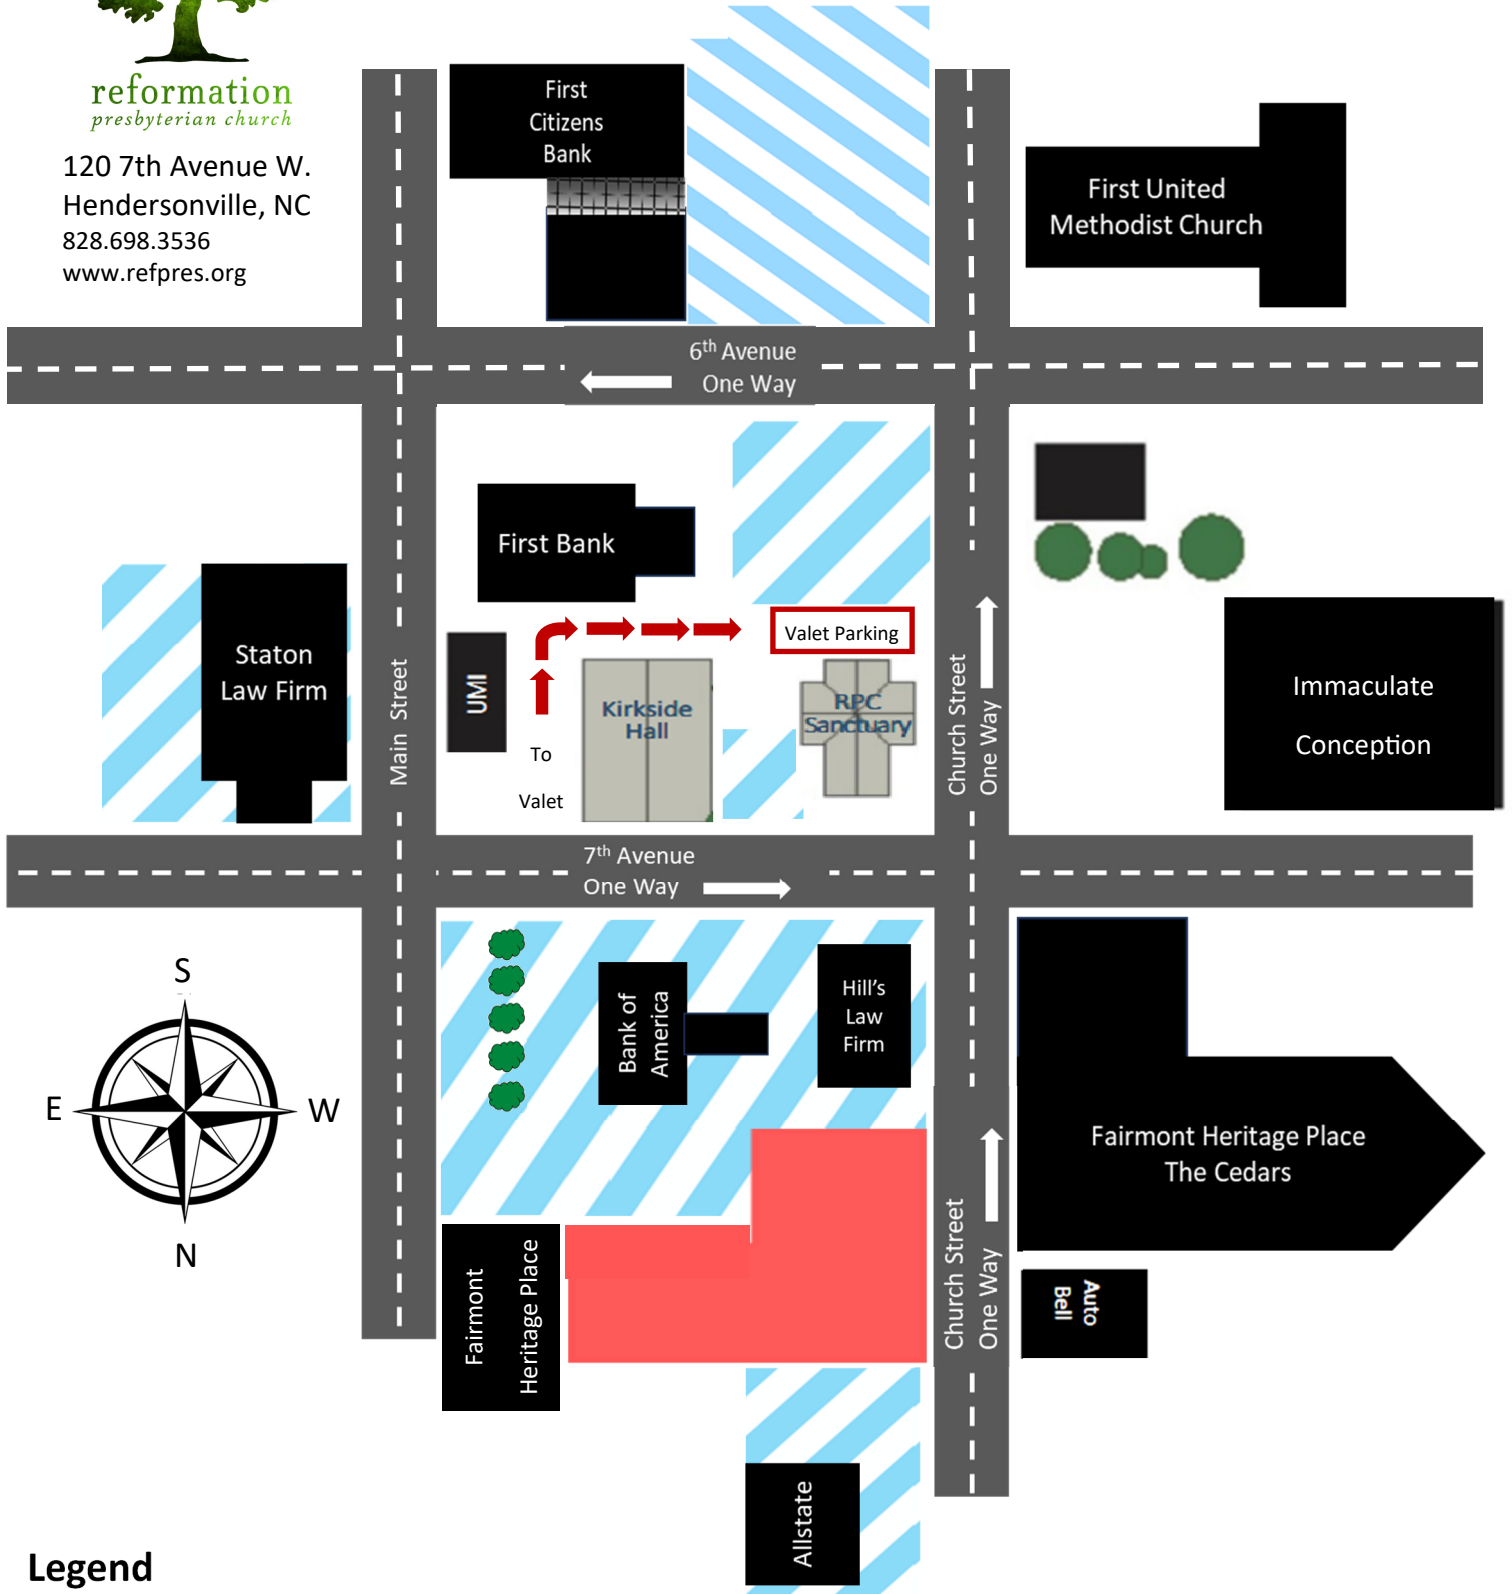 reformation
presbyterian church
120 7th Avenue W.
Hendersonville, NC
828.698.3536
www.refpres.org
First
Citizens
Bank
First United
Methodist Church
6th Avenue
One Way
First Bank
Staton
Law Firm
Main Street
UMI
To
Valet
Kirkside
Hall
Valet Parking
RPC
Sanctuary
Church Street
One Way
Immaculate
Conception
7th Avenue
One Way
S
E
W
N
Bank of
America
Hill's
Law
Firm
Fairmont Heritage Place
The Cedars
Fairmont
Heritage Place
Church Street
One Way
Auto
Bell
Allstate
Legend